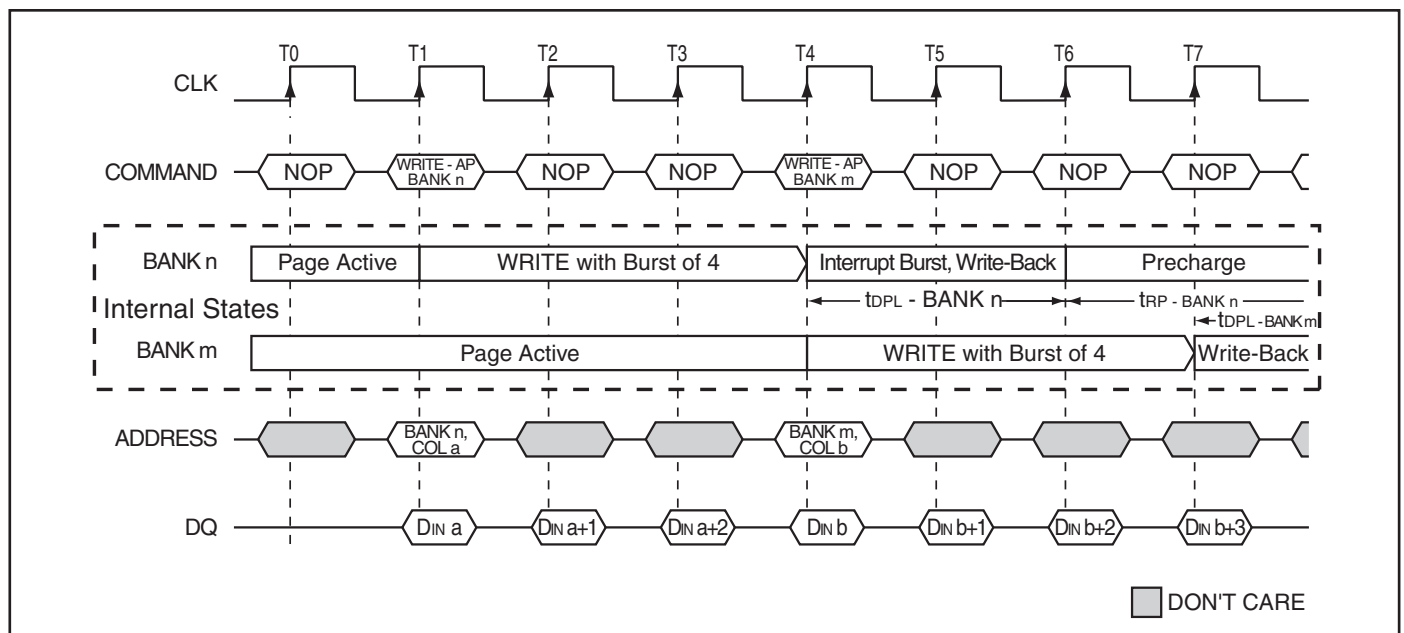 T0 T1 T2 T3 T4 T5 T6 T7
CLK
COMMAND NOP WRITE - AP BANK n NOP NOP WRITE - AP BANK m NOP NOP NOP
BANK n Page Active WRITE with Burst of 4 Interrupt Burst, Write-Back Precharge
tDPL - BANK n tRP - BANK n
Internal States
tDPL - BANK m
BANK m Page Active WRITE with Burst of 4 Write-Back
ADDRESS BANK n, COL a BANK m, COL b
DQ DIN a DIN a+1 DIN a+2 DIN b DIN b+1 DIN b+2 DIN b+3
DON'T CARE